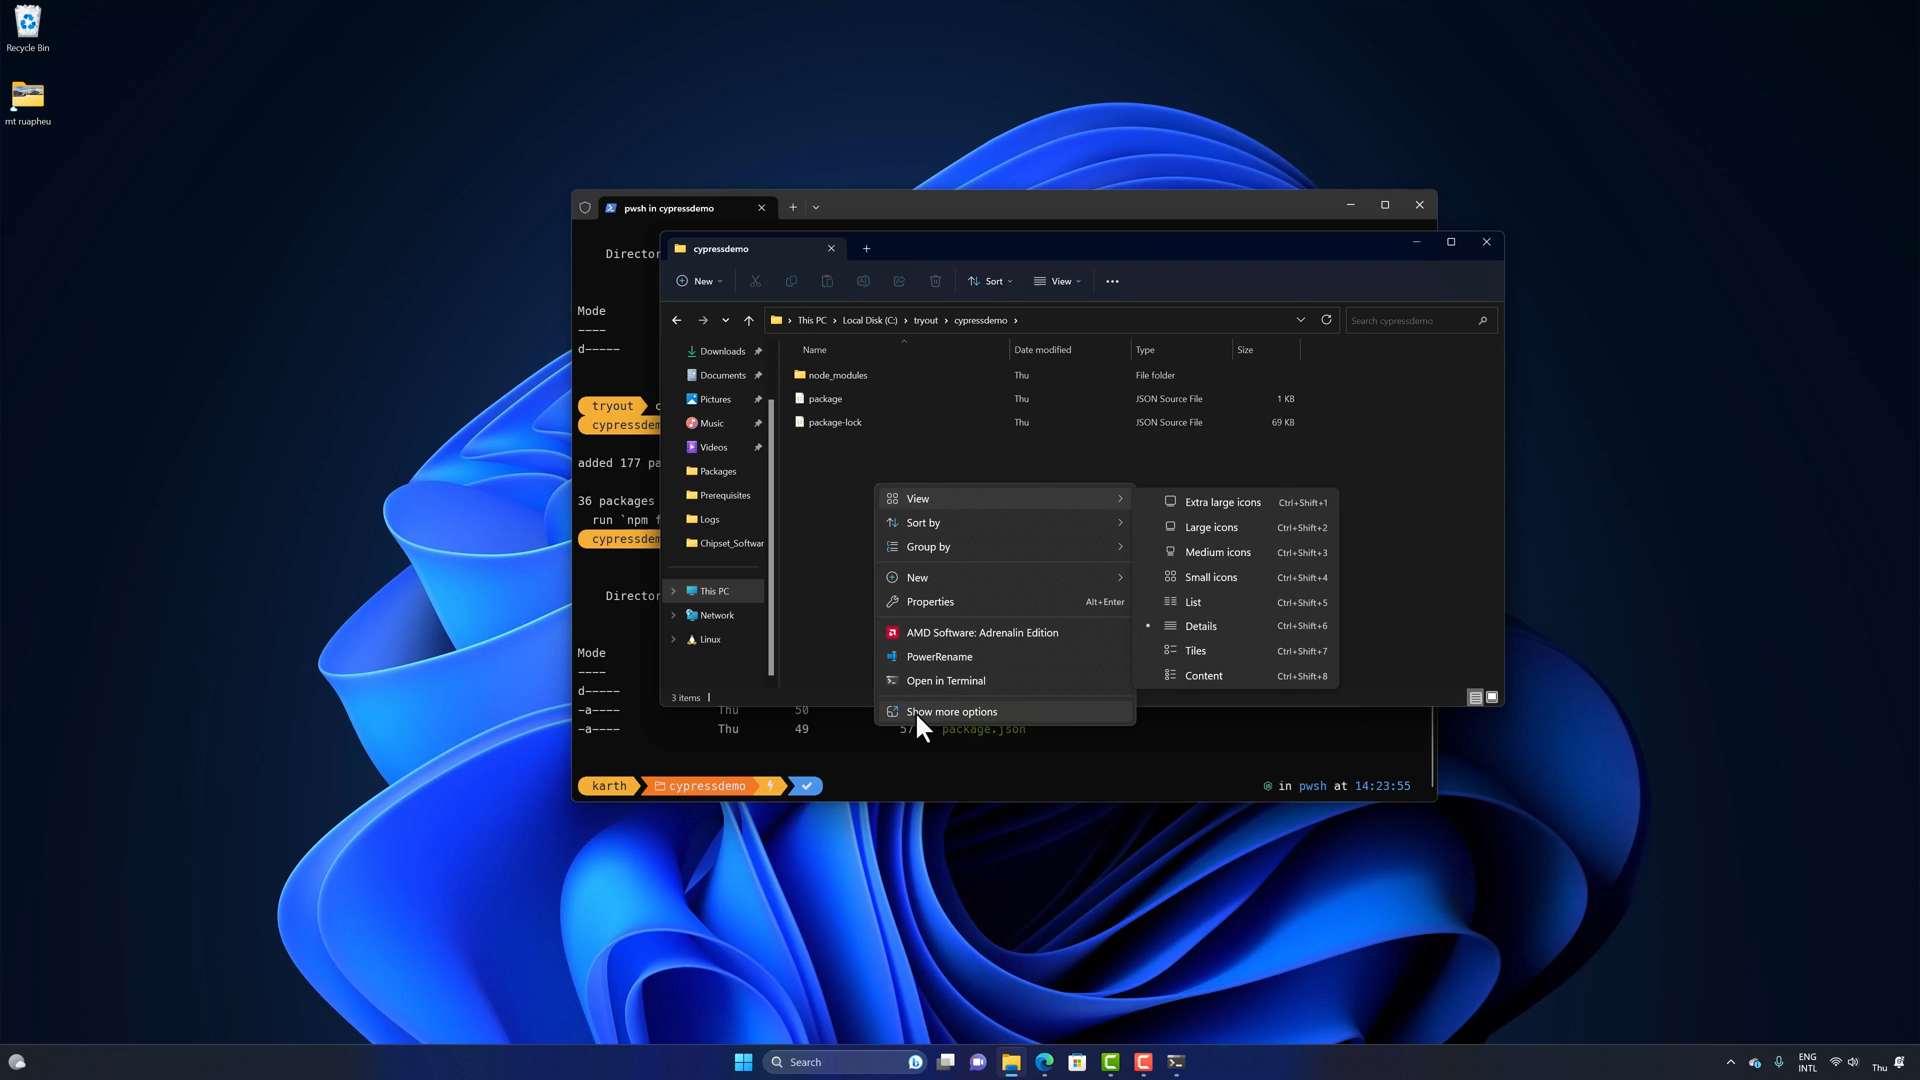 Recycle Bin
mt ruapheu
pwsh in cypressdemo
Director
Mode
----
d-----
tryout
cypressdem
added 177 pa
36 packages
run `npm f
cypressdem
Director
Mode
----
d-----
-a---- Thu 50
-a---- Thu 49 57 package.json
karth cypressdemo
in pwsh at 14:23:55
cypressdemo
New
Sort
View
This PC › Local Disk (C:) › tryout › cypressdemo ›
Search cypressdemo
Downloads
Documents
Pictures
Music
Videos
Packages
Prerequisites
Logs
Chipset_Softwar
This PC
Network
Linux
Name Date modified Type Size
node_modules Thu File folder
package Thu JSON Source File 1 KB
package-lock Thu JSON Source File 69 KB
3 items
View
Sort by
Group by
New
Properties Alt+Enter
AMD Software: Adrenalin Edition
PowerRename
Open in Terminal
Show more options
Extra large icons Ctrl+Shift+1
Large icons Ctrl+Shift+2
Medium icons Ctrl+Shift+3
Small icons Ctrl+Shift+4
List Ctrl+Shift+5
Details Ctrl+Shift+6
Tiles Ctrl+Shift+7
Content Ctrl+Shift+8
Search
ENG
INTL
Thu